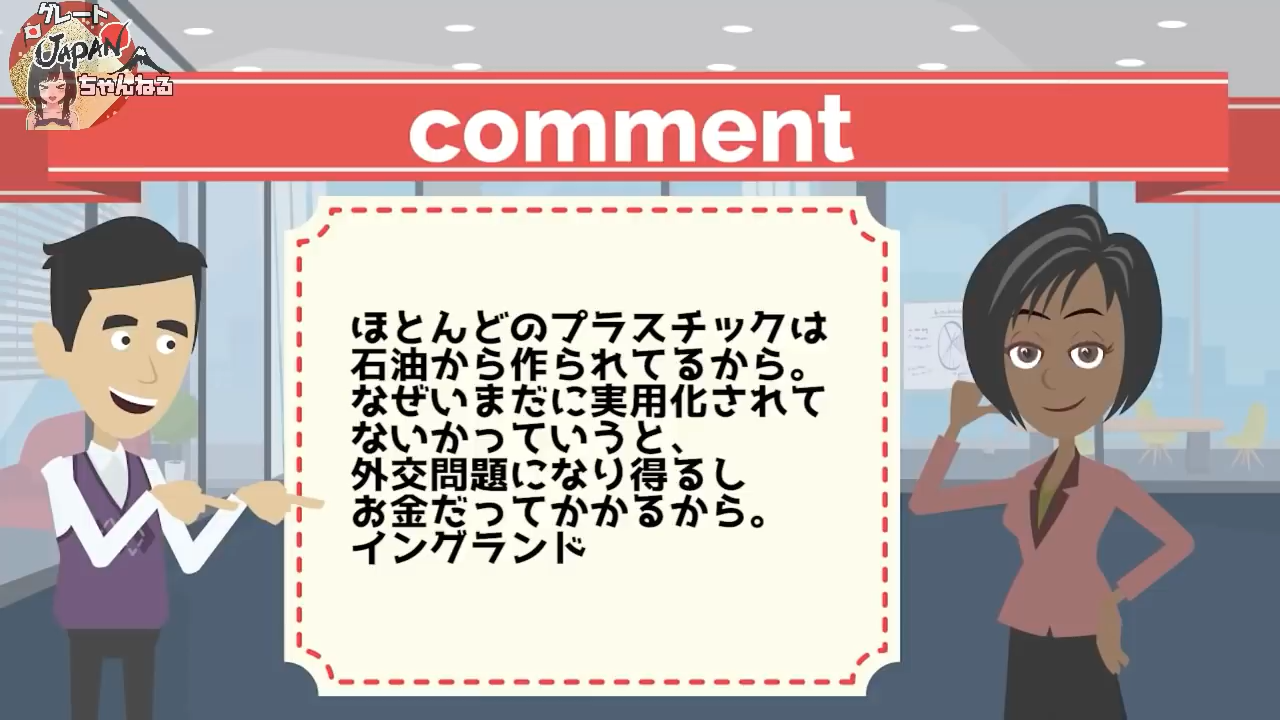 グレート
JAPAN
ちゃんねる
comment
ほとんどのプラスチックは
石油から作られてるから。
なぜいまだに実用化されて
ないかっていうと、
外交問題になり得るし
お金だってかかるから。
イングランド